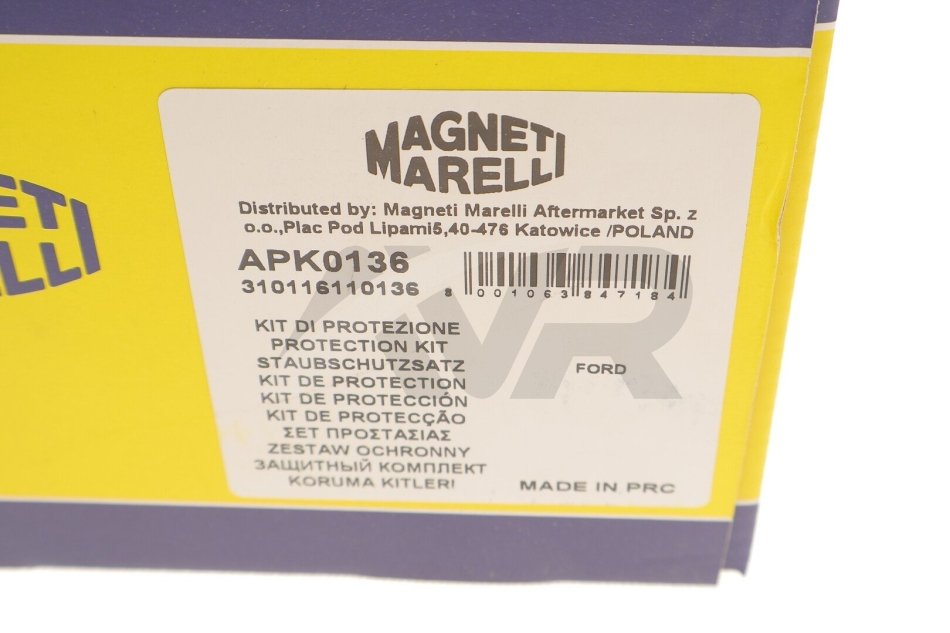 MAGNETI
MARELLI
Distributed by: Magneti Marelli Aftermarket Sp. z
o.o.,Plac Pod Lipami5,40-476 Katowice /POLAND
APK0136
310116110136
8 001063 847184
KIT DI PROTEZIONE
PROTECTION KIT
STAUBSCHUTZSATZ
KIT DE PROTECTION
KIT DE PROTECCIÓN
KIT DE PROTECÇÃO
ΣΕΤ ΠΡΟΣΤΑΣΙΑΣ
ZESTAW OCHRONNY
ЗАЩИТНЫЙ КОМПЛЕКТ
KORUMA KITLERI
FORD
MADE IN PRC
NETI
RELLI